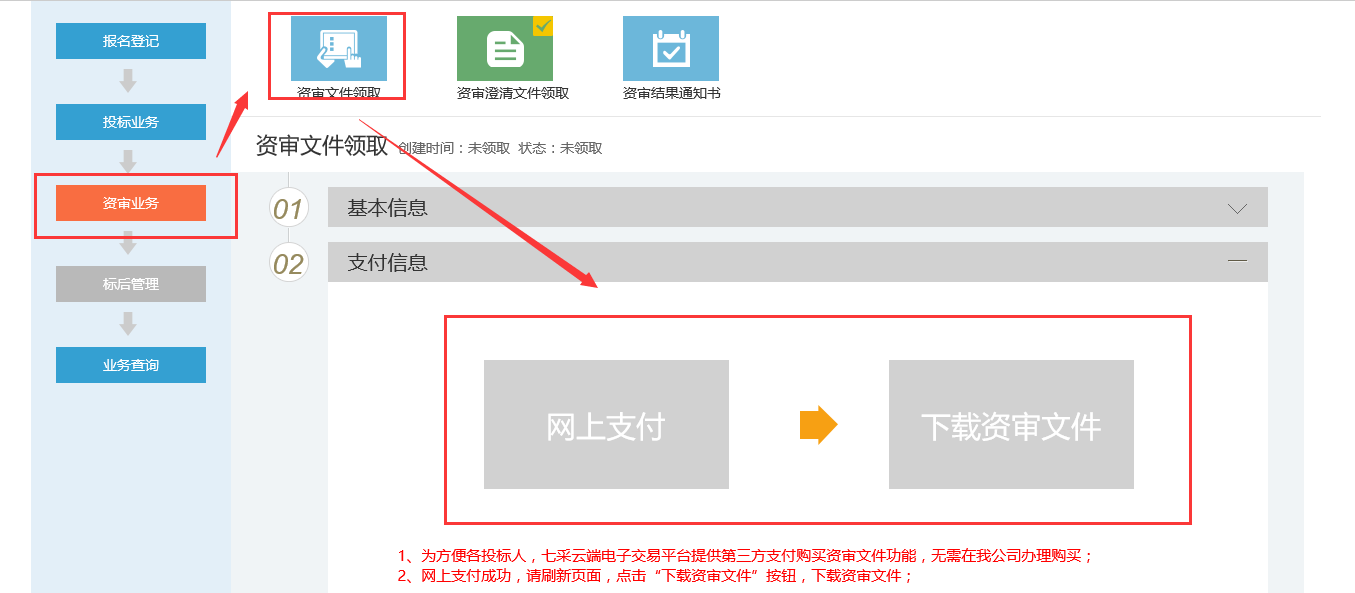 报名登记
投标业务
资审业务
标后管理
业务查询
资审文件领取
资审澄清文件领取
资审结果通知书
资审文件领取 创建时间：未领取 状态：未领取
01 基本信息
02 支付信息
网上支付
下载资审文件
1、为方便各投标人，七采云端电子交易平台提供第三方支付购买资审文件功能，无需在我公司办理购买；
2、网上支付成功，请刷新页面，点击“下载资审文件”按钮，下载资审文件；